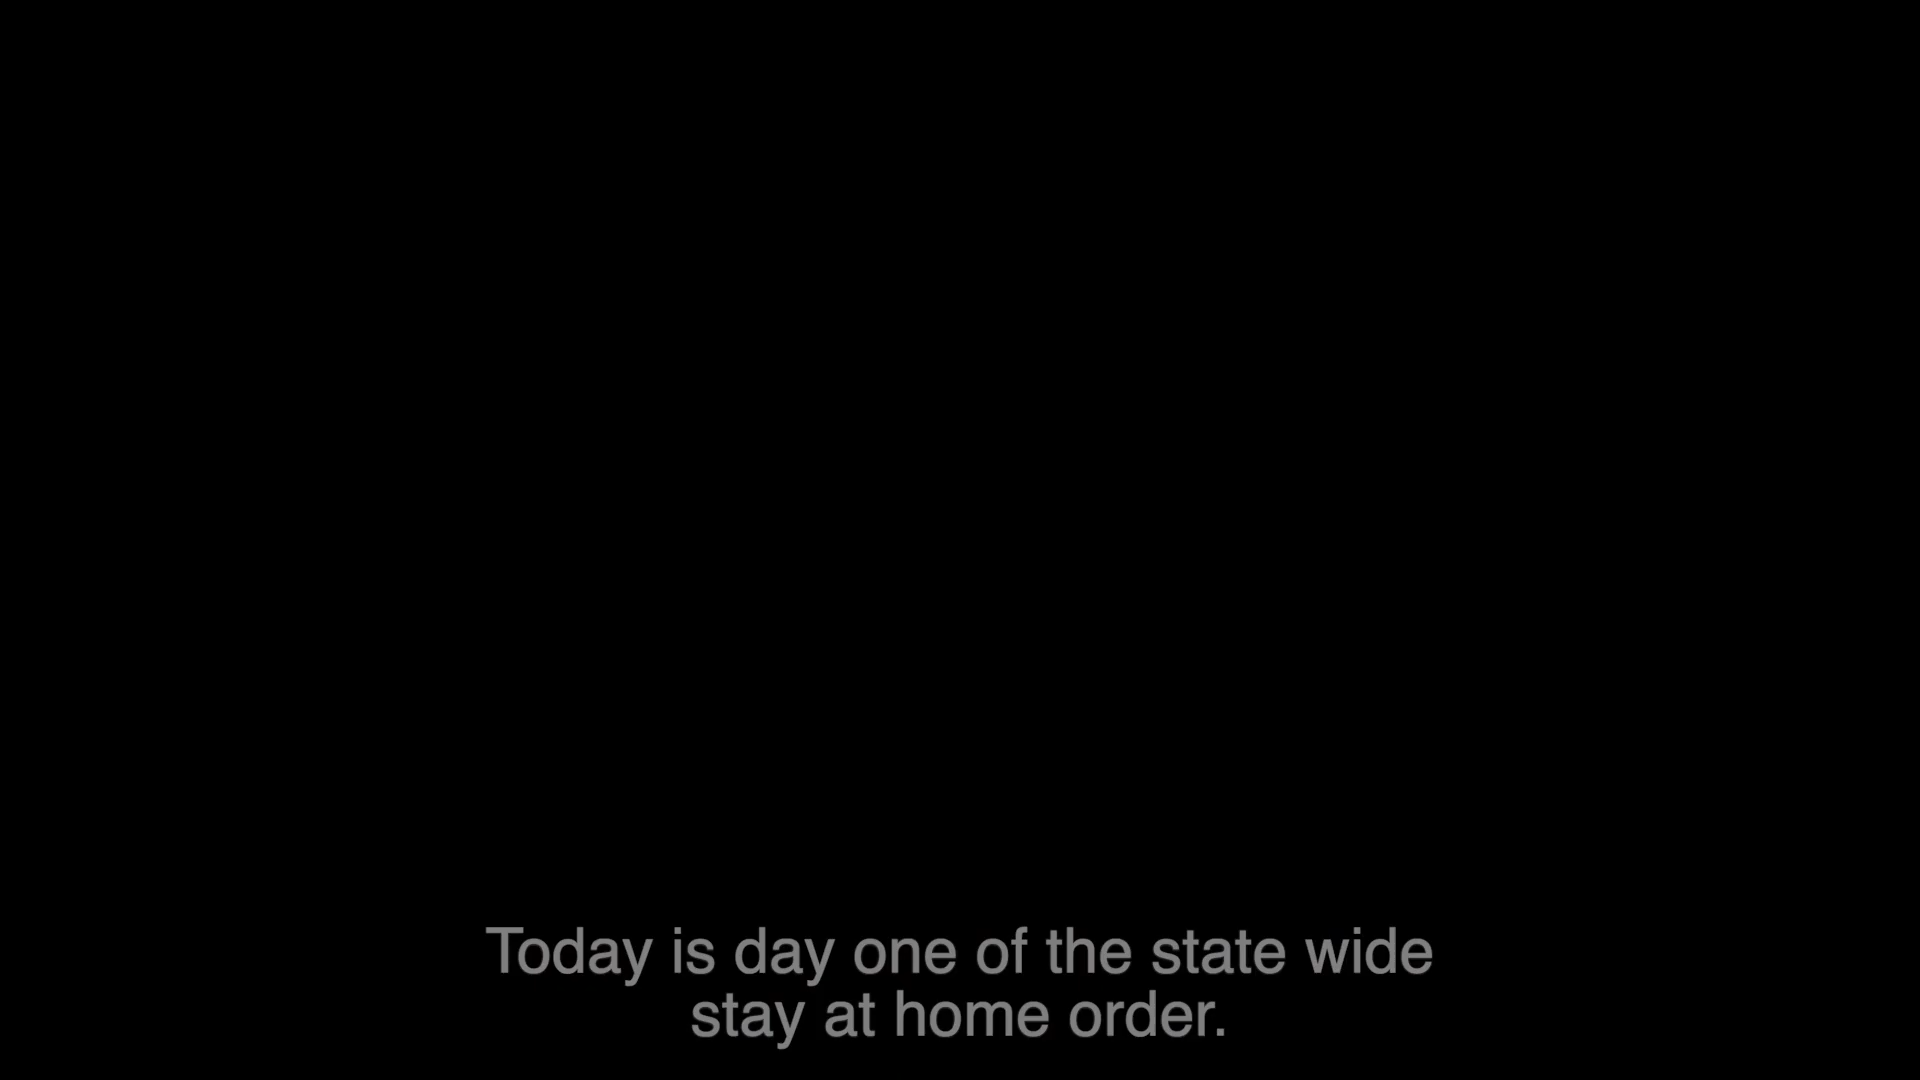 Today is day one of the state wide
stay at home order.